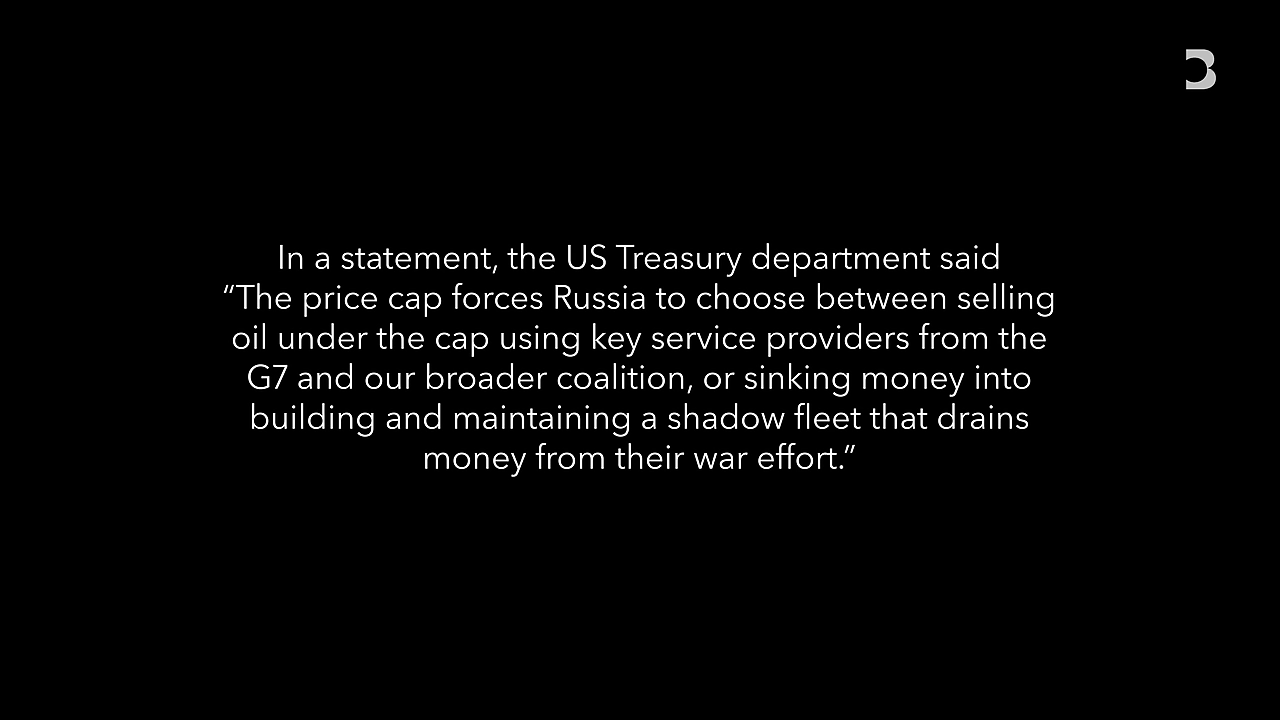 In a statement, the US Treasury department said
“The price cap forces Russia to choose between selling
oil under the cap using key service providers from the
G7 and our broader coalition, or sinking money into
building and maintaining a shadow fleet that drains
money from their war effort.”